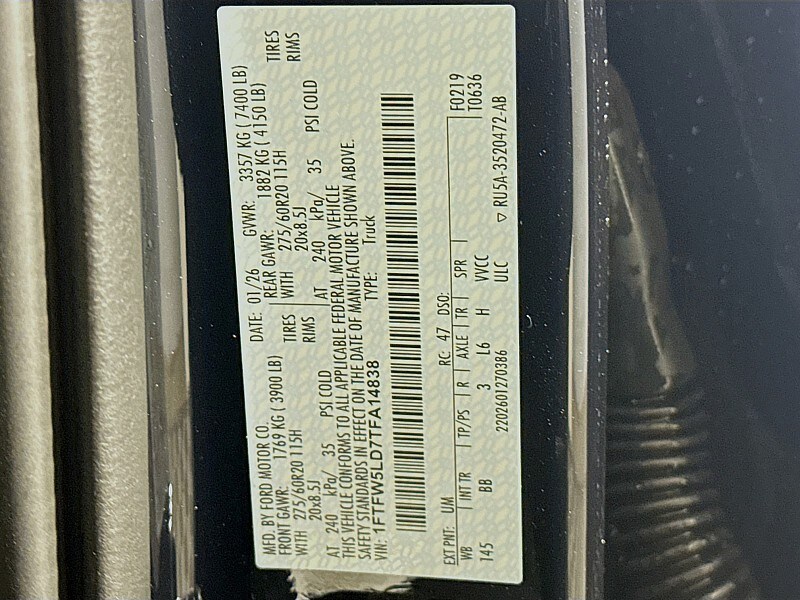 MFD. BY FORD MOTOR CO.
DATE: 01/26 GVWR: 3357 KG ( 7400 LB)
FRONT GAWR: 1769 KG ( 3900 LB) REAR GAWR: 1882 KG ( 4150 LB)
WITH 275/60R20 115H TIRES WITH 275/60R20 115H TIRES
20x8.5J RIMS 20x8.5J RIMS
AT 240 kPa/ 35 PSI COLD AT 240 kPa/ 35 PSI COLD
THIS VEHICLE CONFORMS TO ALL APPLICABLE FEDERAL MOTOR VEHICLE
SAFETY STANDARDS IN EFFECT ON THE DATE OF MANUFACTURE SHOWN ABOVE.
VIN: 1FTFW5LD7TFA14838 TYPE: Truck
EXT PNT: UM RC: 47 DSO: F0219
WB INT TR TP/PS R AXLE TR SPR T0636
145 BB 3 L6 H VVCC
2202601270386 ULC ▽ RU5A-3520472-AB